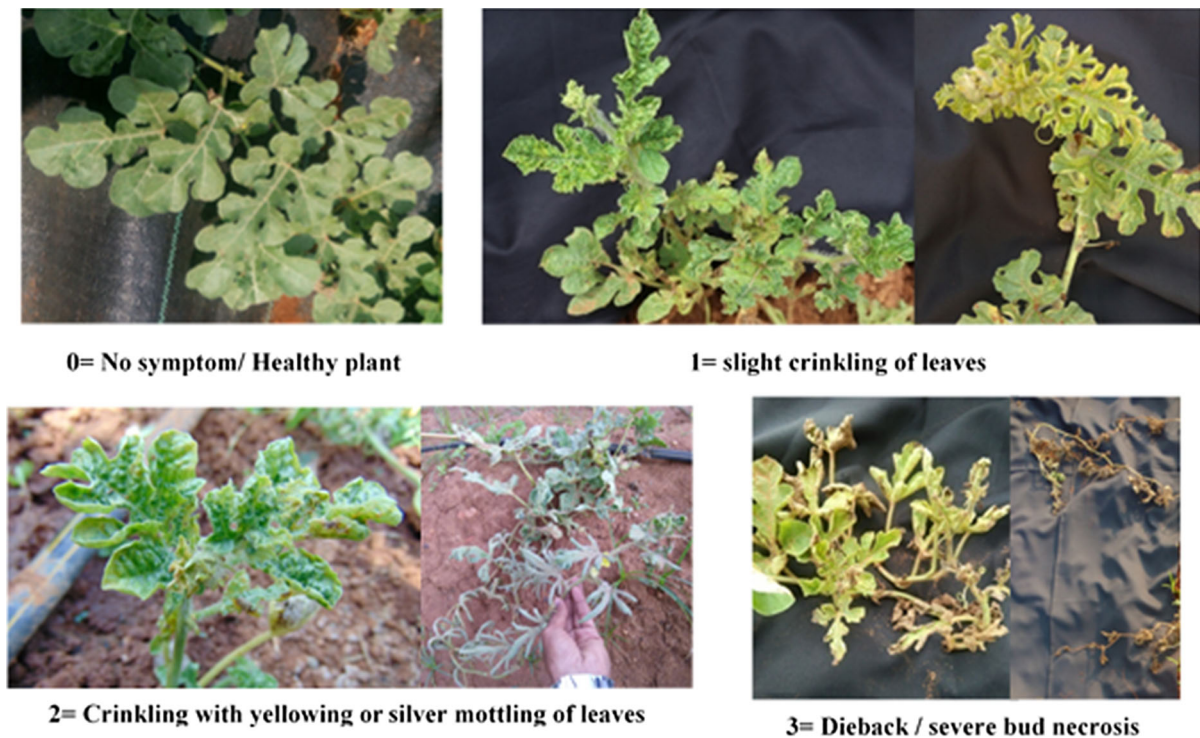 0= No symptom/ Healthy plant
1= slight crinkling of leaves
2= Crinkling with yellowing or silver mottling of leaves
3= Dieback / severe bud necrosis